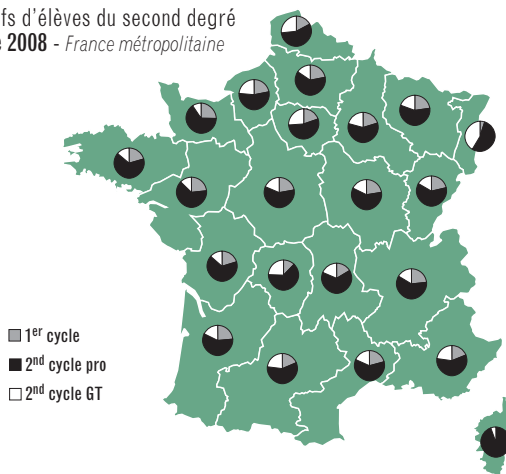 fs d'élèves du second degré
2008 - France métropolitaine
1er cycle
2nd cycle pro
2nd cycle GT